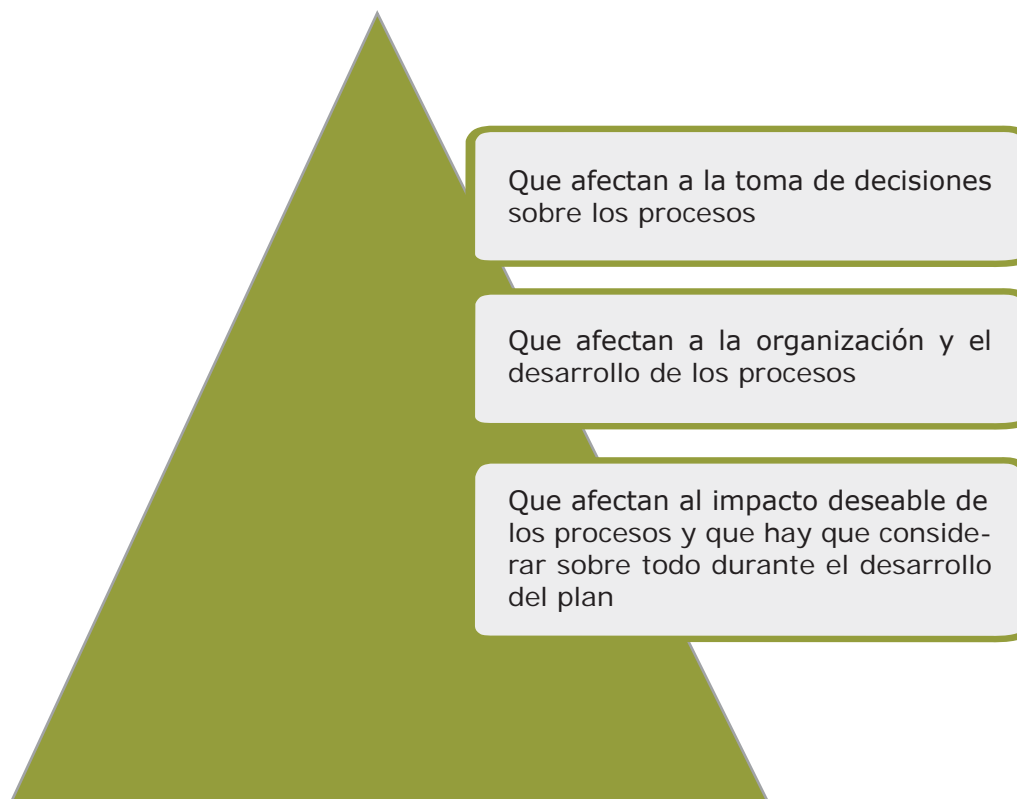 Que afectan a la toma de decisiones
sobre los procesos
Que afectan a la organización y el
desarrollo de los procesos
Que afectan al impacto deseable de
los procesos y que hay que conside-
rar sobre todo durante el desarrollo
del plan